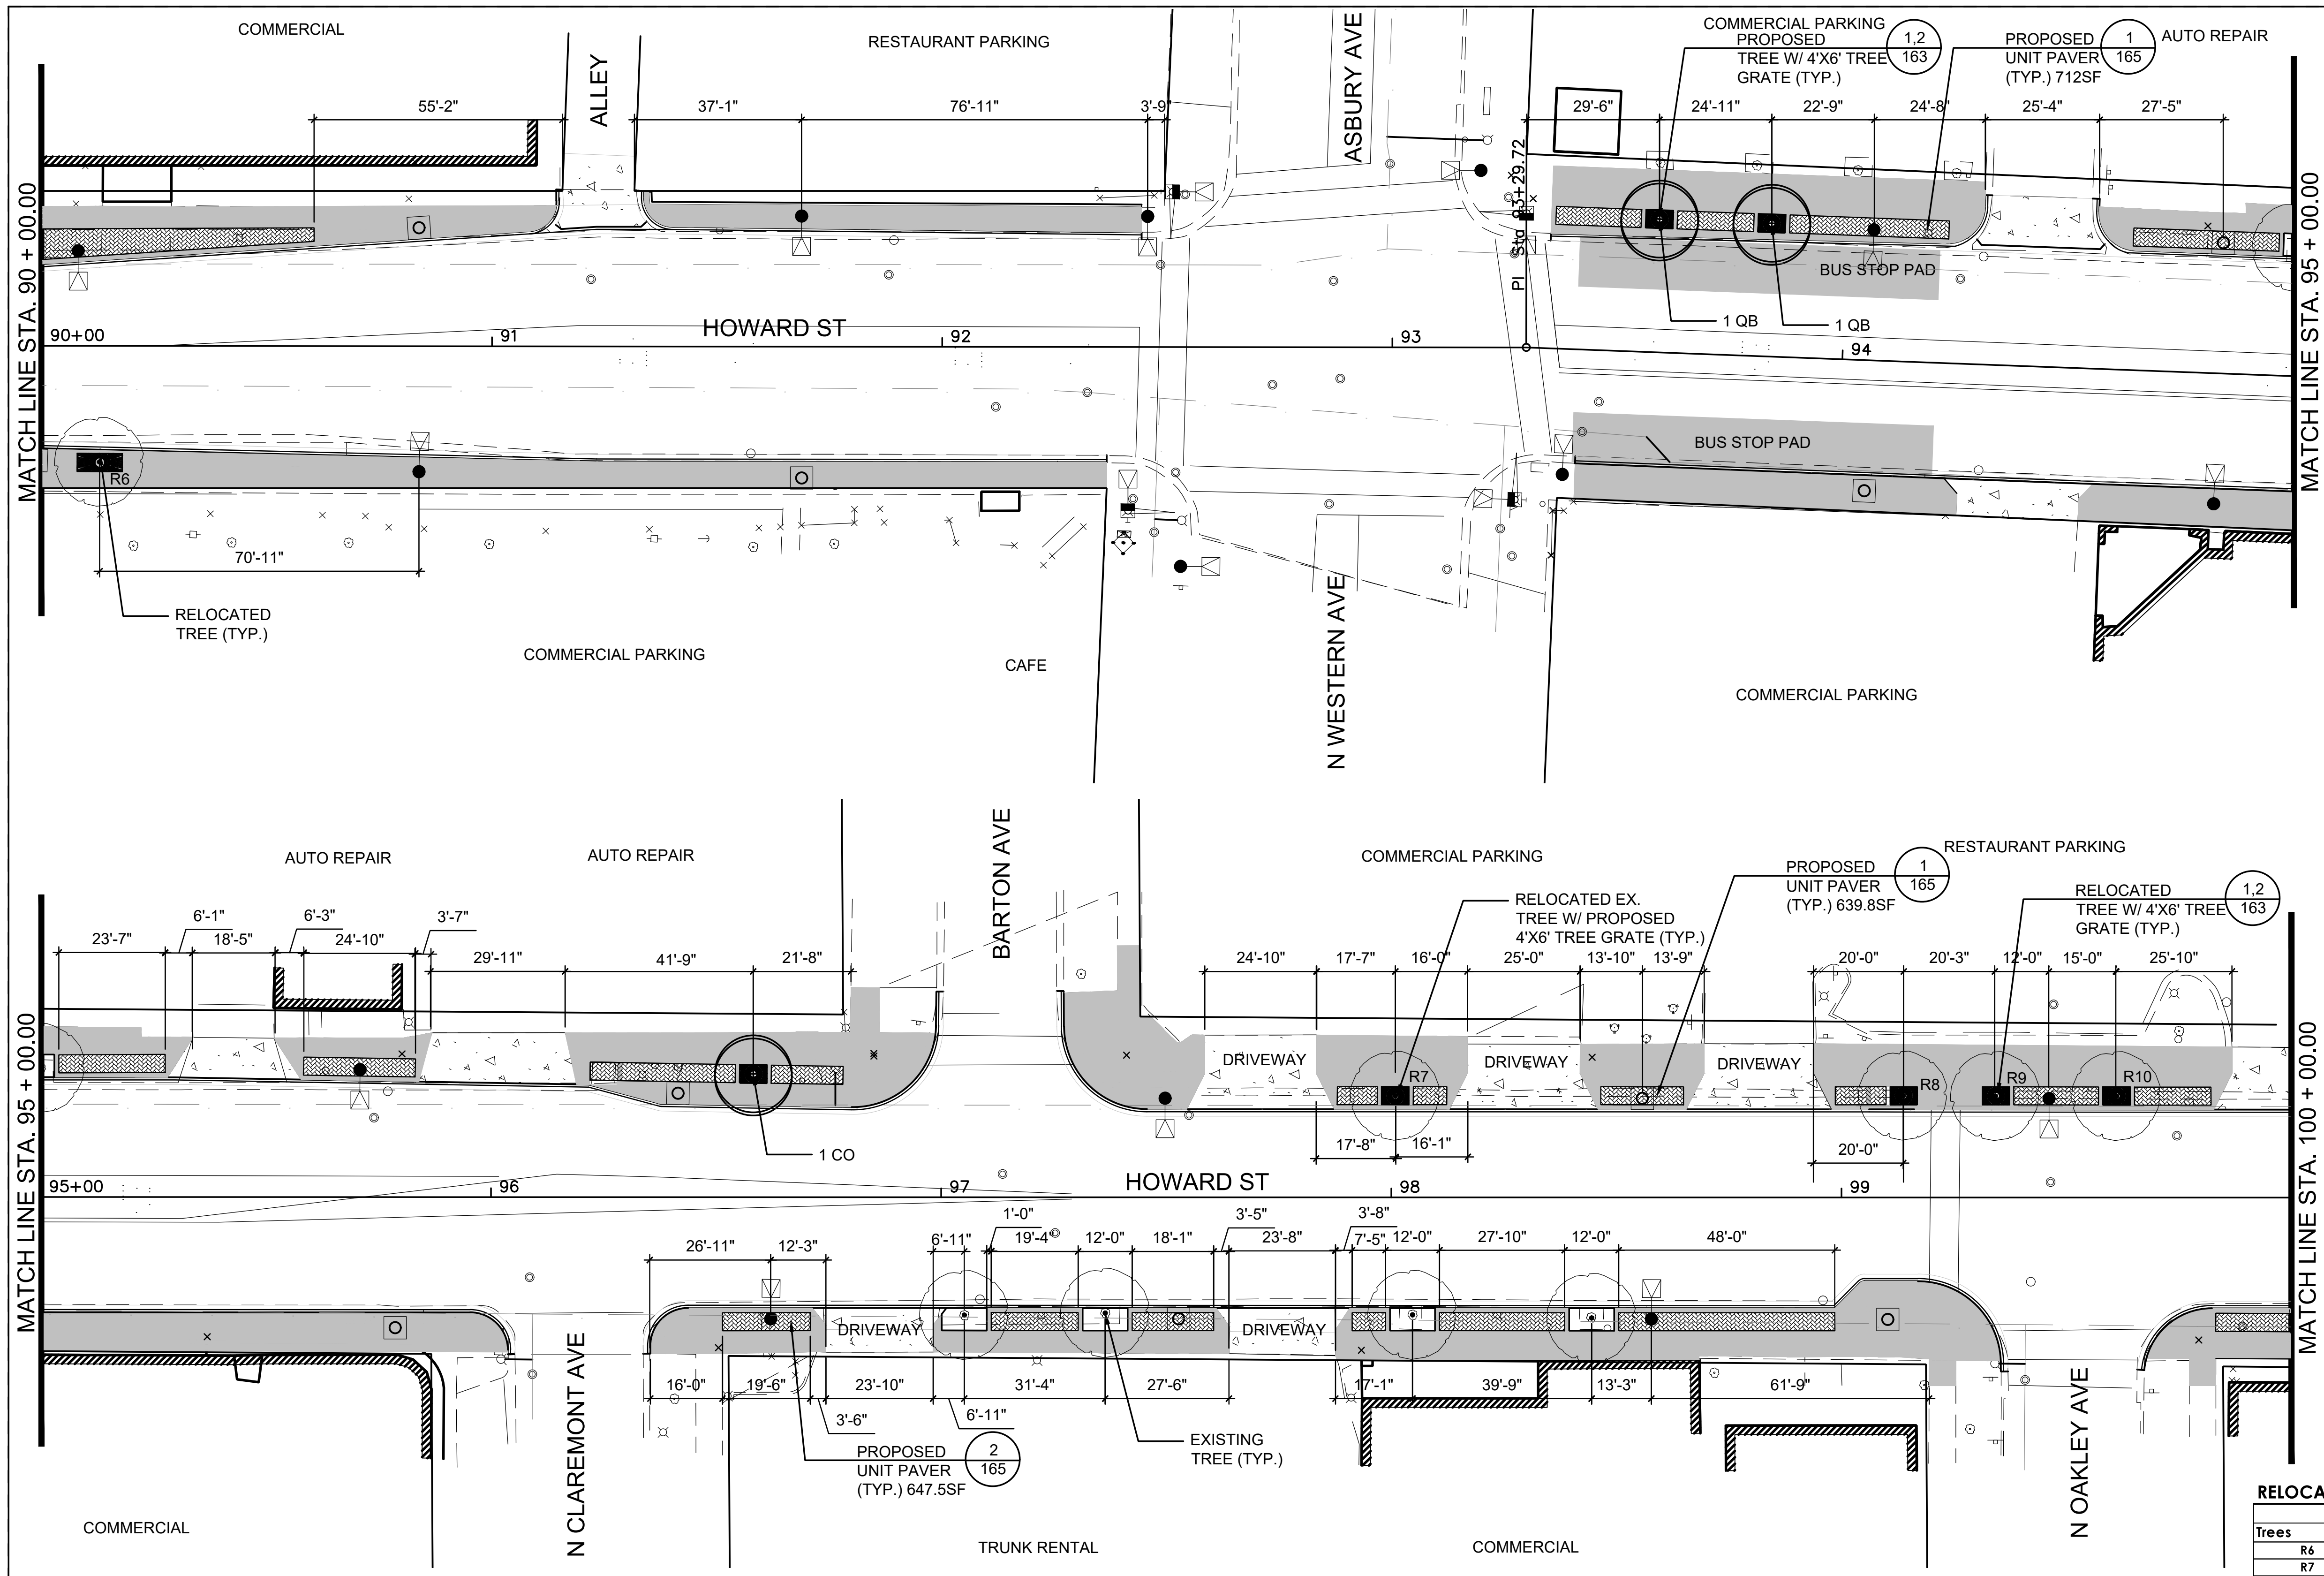 COMMERCIAL
RESTAURANT PARKING
ALLEY
ASBURY AVE
COMMERCIAL PARKING
PROPOSED
TREE W/ 4'X6' TREE
GRATE (TYP.)
1,2
163
PROPOSED
UNIT PAVER
(TYP.) 712SF
1
165
AUTO REPAIR
55'-2"
37'-1"
76'-11"
3'-9"
29'-6"
24'-11"
22'-9"
24'-8"
25'-4"
27'-5"
MATCH LINE STA. 90 + 00.00
MATCH LINE STA. 95 + 00.00
PI Sta 93+29.72
BUS STOP PAD
1 QB
1 QB
90+00
91
HOWARD ST
92
93
94
BUS STOP PAD
R6
70'-11"
RELOCATED
TREE (TYP.)
COMMERCIAL PARKING
CAFE
N WESTERN AVE
COMMERCIAL PARKING
AUTO REPAIR
AUTO REPAIR
BARTON AVE
COMMERCIAL PARKING
RESTAURANT PARKING
PROPOSED
UNIT PAVER
(TYP.) 639.8SF
1
165
RELOCATED EX.
TREE W/ PROPOSED
4'X6' TREE GRATE (TYP.)
RELOCATED
TREE W/ 4'X6' TREE
GRATE (TYP.)
1,2
163
23'-7"
6'-1"
18'-5"
6'-3"
24'-10"
3'-7"
29'-11"
41'-9"
21'-8"
24'-10"
17'-7"
16'-0"
25'-0"
13'-10"
13'-9"
20'-0"
20'-3"
12'-0"
15'-0"
25'-10"
MATCH LINE STA. 95 + 00.00
MATCH LINE STA. 100 + 00.00
DRIVEWAY
DRIVEWAY
DRIVEWAY
R7
R8
R9
R10
1 CO
17'-8"
16'-1"
20'-0"
95+00
96
97
HOWARD ST
98
99
26'-11"
12'-3"
6'-11"
1'-0"
19'-4"
12'-0"
18'-1"
3'-5"
23'-8"
3'-8"
7'-5"
12'-0"
27'-10"
12'-0"
48'-0"
DRIVEWAY
DRIVEWAY
16'-0"
19'-6"
3'-6"
23'-10"
6'-11"
31'-4"
27'-6"
17'-1"
39'-9"
13'-3"
61'-9"
PROPOSED
UNIT PAVER
(TYP.) 647.5SF
2
165
EXISTING
TREE (TYP.)
N CLAREMONT AVE
N OAKLEY AVE
COMMERCIAL
TRUNK RENTAL
COMMERCIAL
RELOCA
Trees
R6
R7